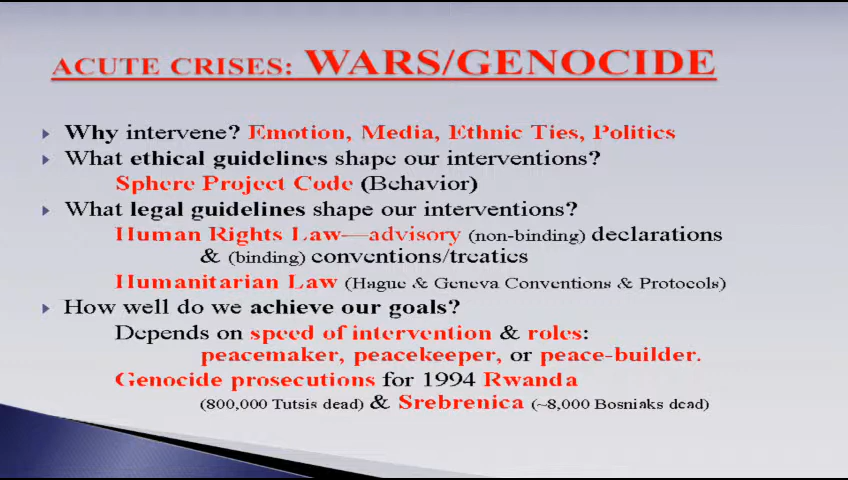 ACUTE CRISES: WARS/GENOCIDE
Why intervene? Emotion, Media, Ethnic Ties, Politics
What ethical guidelines shape our interventions?
Sphere Project Code (Behavior)
What legal guidelines shape our interventions?
Human Rights Law—advisory (non-binding) declarations
& (binding) conventions/treaties
Humanitarian Law (Hague & Geneva Conventions & Protocols)
How well do we achieve our goals?
Depends on speed of intervention & roles:
peacemaker, peacekeeper, or peace-builder.
Genocide prosecutions for 1994 Rwanda
(800,000 Tutsis dead) & Srebrenica (~8,000 Bosniaks dead)